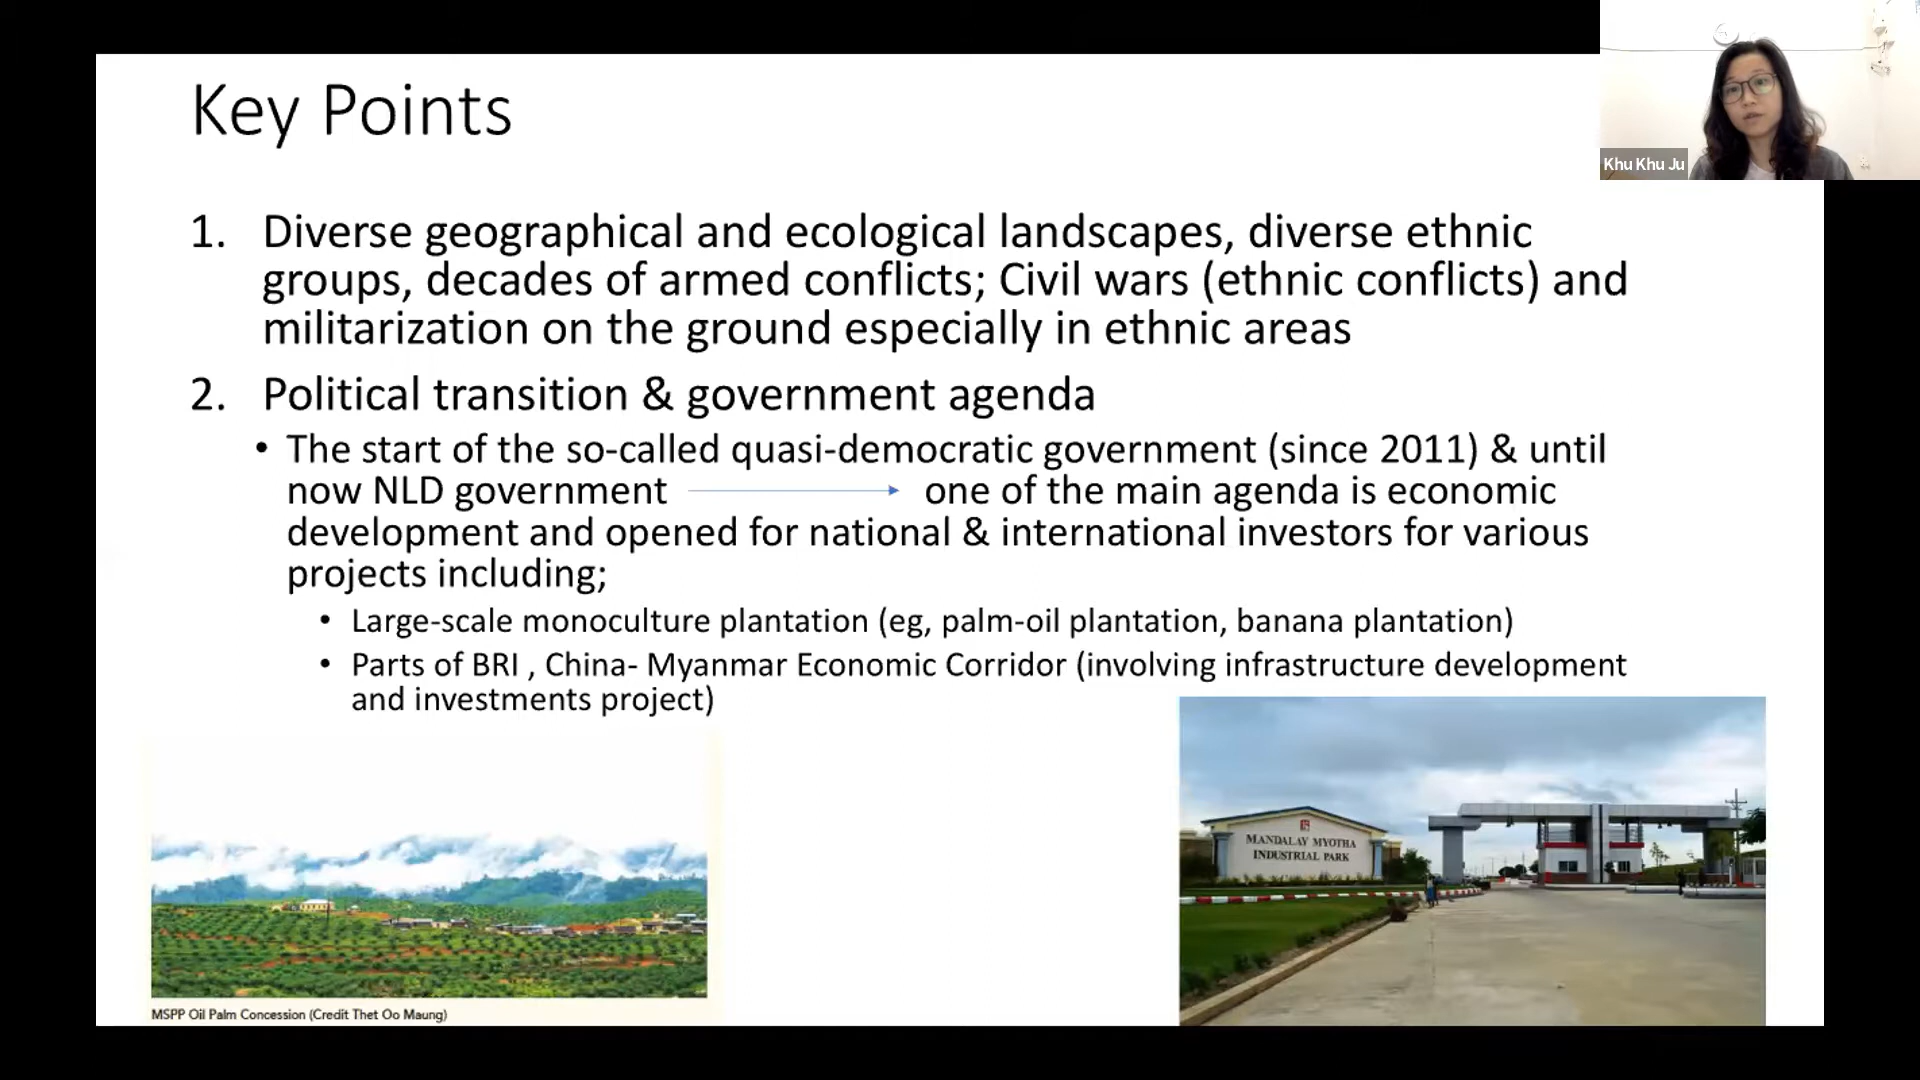 Key Points
Khu Khu Ju
1. Diverse geographical and ecological landscapes, diverse ethnic
groups, decades of armed conflicts; Civil wars (ethnic conflicts) and
militarization on the ground especially in ethnic areas
2. Political transition & government agenda
• The start of the so-called quasi-democratic government (since 2011) & until
now NLD government → one of the main agenda is economic
development and opened for national & international investors for various
projects including;
• Large-scale monoculture plantation (eg, palm-oil plantation, banana plantation)
• Parts of BRI , China- Myanmar Economic Corridor (involving infrastructure development
and investments project)
MANDALAY MYOTHA
INDUSTRIAL PARK
MSPP Oil Palm Concession (Credit Thet Oo Maung)